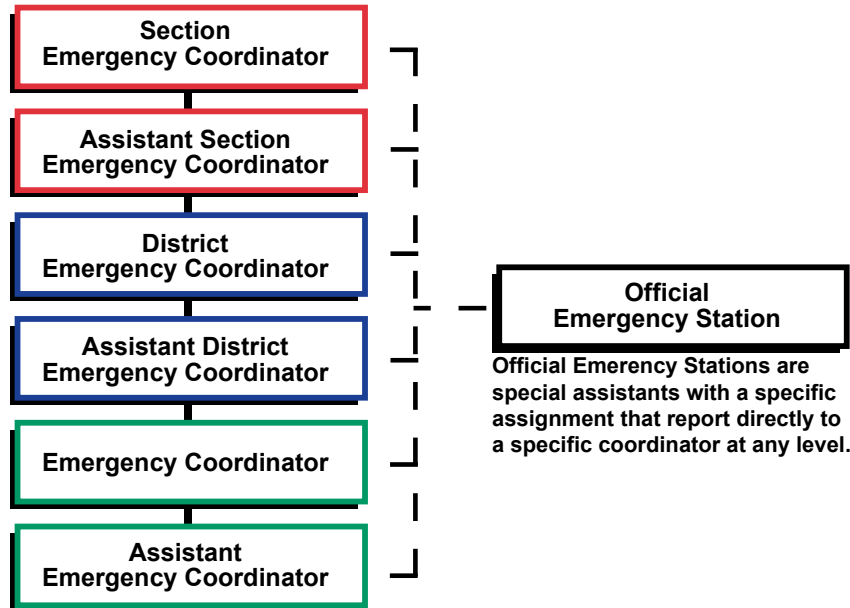 Section
Emergency Coordinator
Assistant Section
Emergency Coordinator
District
Emergency Coordinator
Assistant District
Emergency Coordinator
Emergency Coordinator
Assistant
Emergency Coordinator
Official
Emergency Station
Official Emerency Stations are
special assistants with a specific
assignment that report directly to
a specific coordinator at any level.